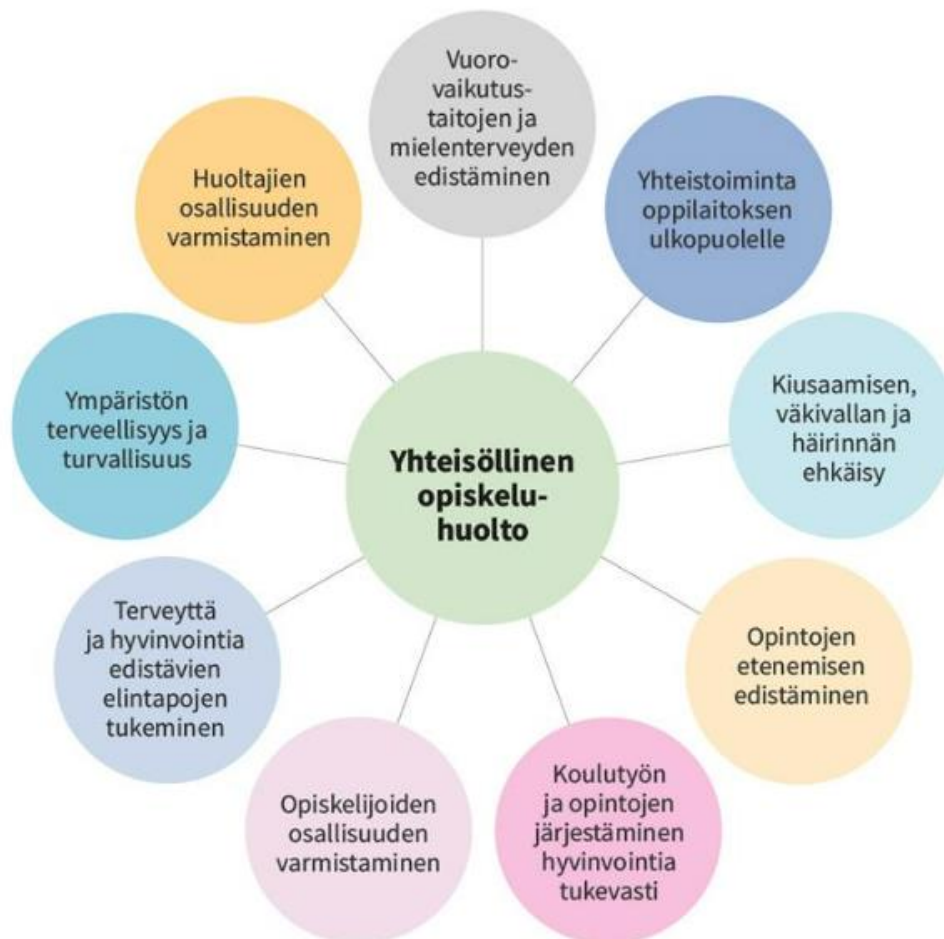 Vuoro-
vaikutus-
taitojen ja
mielenterveyden
edistäminen
Yhteistoiminta
oppilaitoksen
ulkopuolelle
Kiusaamisen,
väkivallan ja
häirinnän
ehkäisy
Opintojen
etenemisen
edistäminen
Koulutyön
ja opintojen
järjestäminen
hyvinvointia
tukevasti
Opiskelijoiden
osallisuuden
varmistaminen
Terveyttä
ja hyvinvointia
edistävien
elintapojen
tukeminen
Ympäristön
terveellisyys ja
turvallisuus
Huoltajien
osallisuuden
varmistaminen
Yhteisöllinen
opiskelu-
huolto